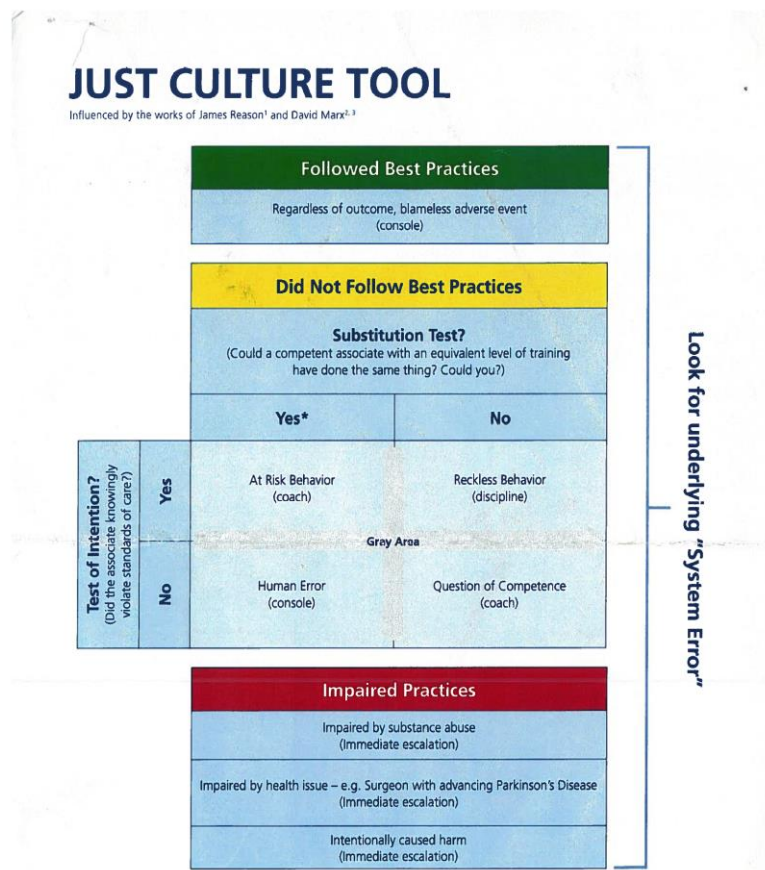 JUST CULTURE TOOL
Influenced by the works of James Reason¹ and David Marx²˒ ³
Followed Best Practices
Regardless of outcome, blameless adverse event
(console)
Did Not Follow Best Practices
Substitution Test?
(Could a competent associate with an equivalent level of training
have done the same thing? Could you?)
Yes*
No
Test of Intention?
(Did the associate knowingly
violate standards of care?)
Yes
At Risk Behavior
(coach)
Reckless Behavior
(discipline)
Gray Area
No
Human Error
(console)
Question of Competence
(coach)
Impaired Practices
Impaired by substance abuse
(Immediate escalation)
Impaired by health issue – e.g. Surgeon with advancing Parkinson's Disease
(Immediate escalation)
Intentionally caused harm
(Immediate escalation)
Look for underlying "System Error"